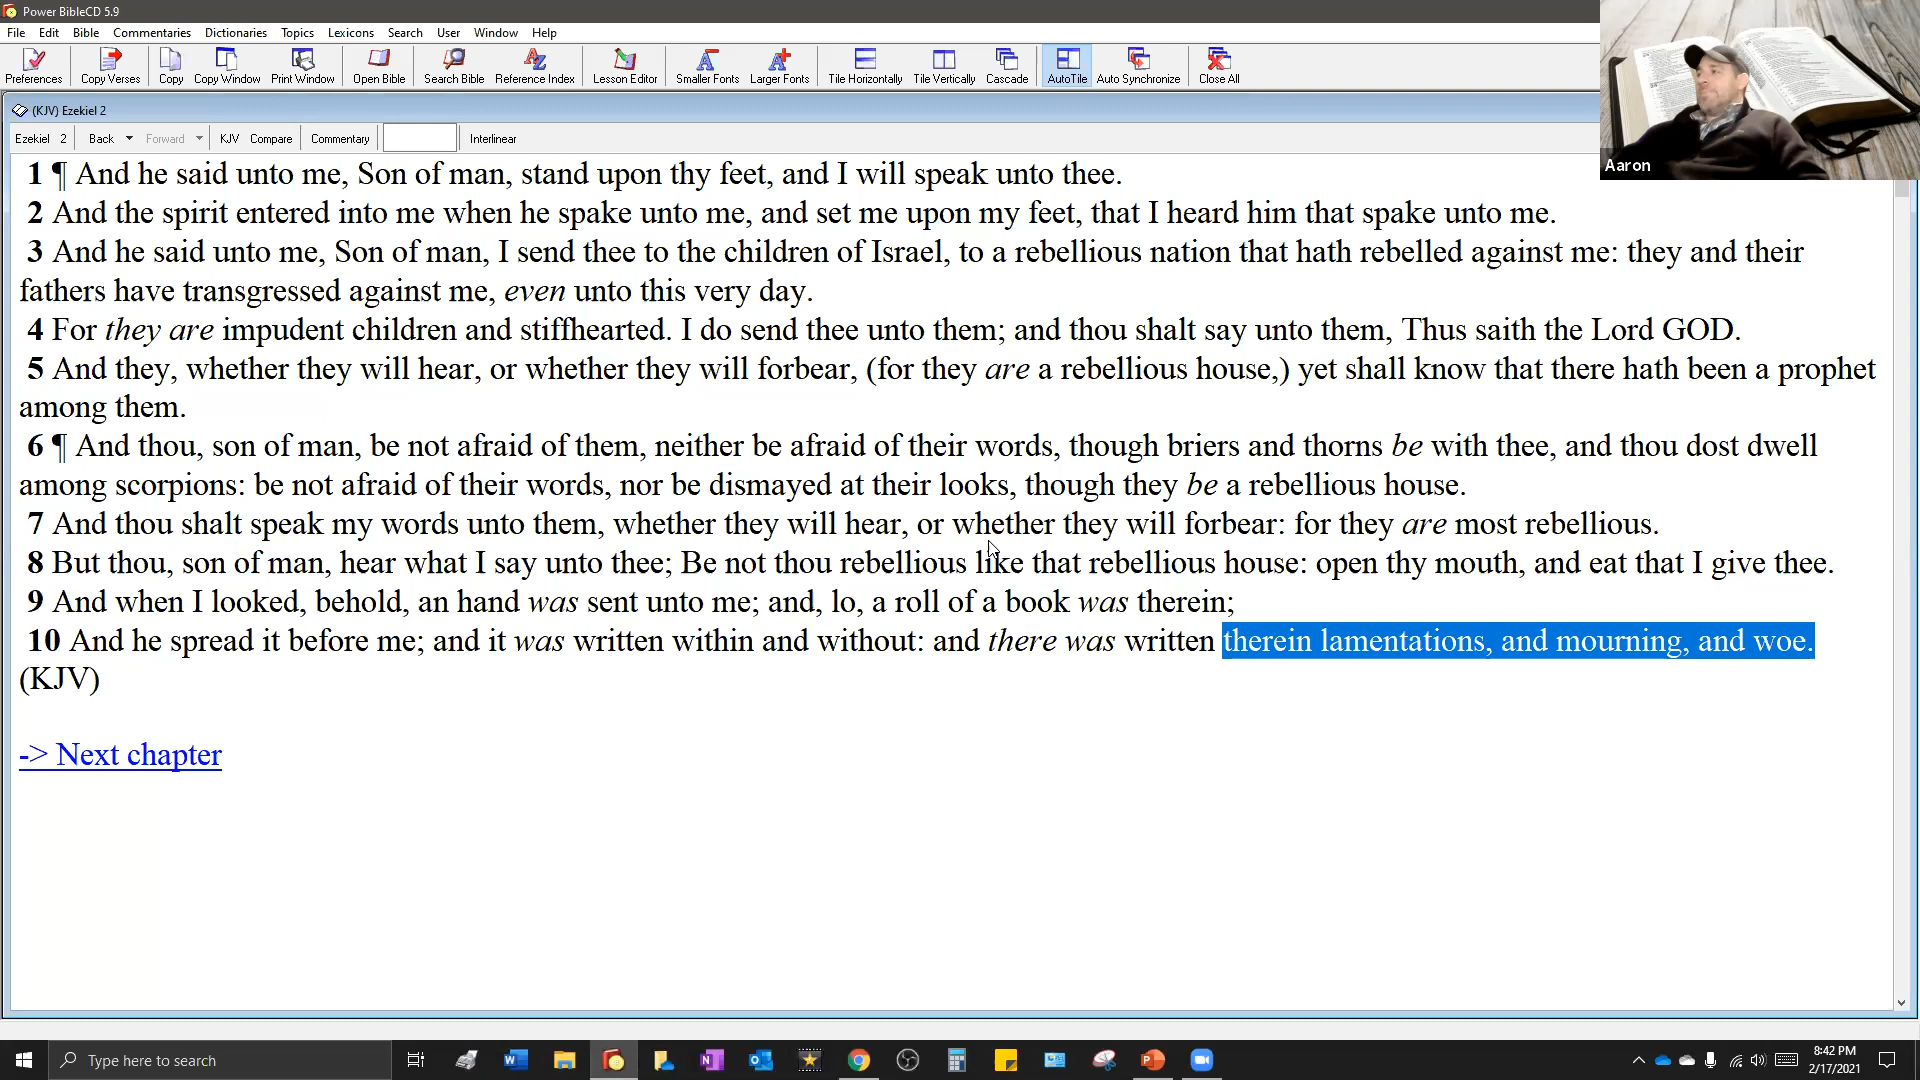 Power BibleCD 5.9
File Edit Bible Commentaries Dictionaries Topics Lexicons Search User Window Help
Preferences Copy Verses Copy Copy Window Print Window Open Bible Search Bible Reference Index Lesson Editor Smaller Fonts Larger Fonts Tile Horizontally Tile Vertically Cascade AutoTile Auto Synchronize Close All
Aaron
(KJV) Ezekiel 2
Ezekiel 2 Back Forward KJV Compare Commentary Interlinear
1 ¶ And he said unto me, Son of man, stand upon thy feet, and I will speak unto thee.
2 And the spirit entered into me when he spake unto me, and set me upon my feet, that I heard him that spake unto me.
3 And he said unto me, Son of man, I send thee to the children of Israel, to a rebellious nation that hath rebelled against me: they and their
fathers have transgressed against me, even unto this very day.
4 For they are impudent children and stiffhearted. I do send thee unto them; and thou shalt say unto them, Thus saith the Lord GOD.
5 And they, whether they will hear, or whether they will forbear, (for they are a rebellious house,) yet shall know that there hath been a prophet
among them.
6 ¶ And thou, son of man, be not afraid of them, neither be afraid of their words, though briers and thorns be with thee, and thou dost dwell
among scorpions: be not afraid of their words, nor be dismayed at their looks, though they be a rebellious house.
7 And thou shalt speak my words unto them, whether they will hear, or whether they will forbear: for they are most rebellious.
8 But thou, son of man, hear what I say unto thee; Be not thou rebellious like that rebellious house: open thy mouth, and eat that I give thee.
9 And when I looked, behold, an hand was sent unto me; and, lo, a roll of a book was therein;
10 And he spread it before me; and it was written within and without: and there was written therein lamentations, and mourning, and woe.
(KJV)
-> Next chapter
Type here to search
8:42 PM
2/17/2021